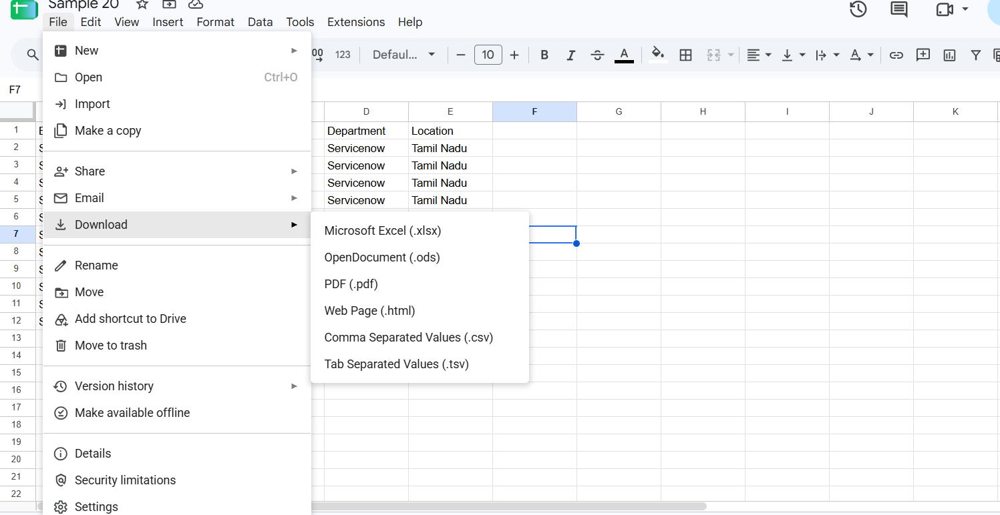 Sample 20
File Edit View Insert Format Data Tools Extensions Help
123 Defaul... 10 B I A
F7
New
Open Ctrl+O
Import
Make a copy
Share
Email
Download
Rename
Move
Add shortcut to Drive
Move to trash
Version history
Make available offline
Details
Security limitations
Settings
Microsoft Excel (.xlsx)
OpenDocument (.ods)
PDF (.pdf)
Web Page (.html)
Comma Separated Values (.csv)
Tab Separated Values (.tsv)
D E F G H I J K
1 Department Location
2 Servicenow Tamil Nadu
3 Servicenow Tamil Nadu
4 Servicenow Tamil Nadu
5 Servicenow Tamil Nadu
6
7
8
9
10
11
12
13
14
15
16
17
18
19
20
21
22